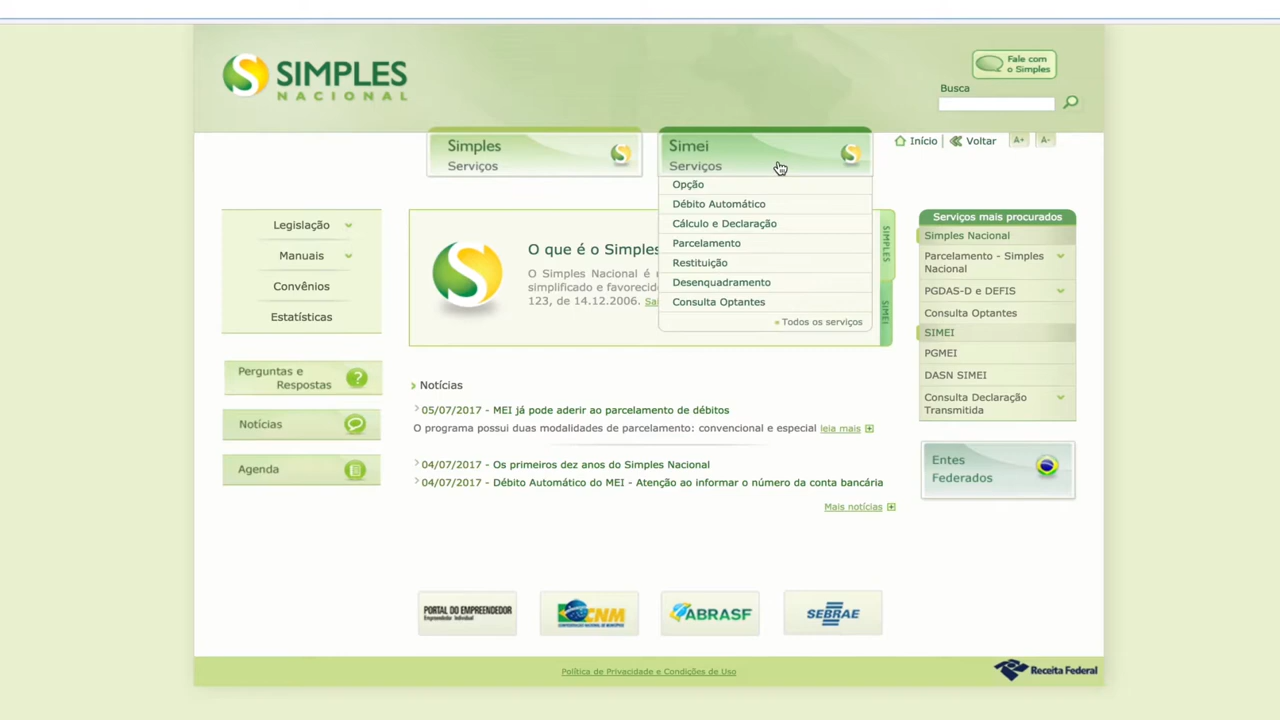 SIMPLES
NACIONAL
Fale com
o Simples
Busca
Simples
Serviços
Simei
Serviços
Início
Voltar
A+
A-
Opção
Débito Automático
Cálculo e Declaração
Parcelamento
Restituição
Desenquadramento
Consulta Optantes
Todos os serviços
Legislação
Manuais
Convênios
Estatísticas
Perguntas e
Respostas
Notícias
Agenda
O que é o Simples
O Simples Nacional é
simplificado e favorecid
123, de 14.12.2006.
SIMPLES
SIMEI
Notícias
05/07/2017 - MEI já pode aderir ao parcelamento de débitos
O programa possui duas modalidades de parcelamento: convencional e especial leia mais
04/07/2017 - Os primeiros dez anos do Simples Nacional
04/07/2017 - Débito Automático do MEI - Atenção ao informar o número da conta bancária
Mais notícias
Serviços mais procurados
Simples Nacional
Parcelamento - Simples
Nacional
PGDAS-D e DEFIS
Consulta Optantes
SIMEI
PGMEI
DASN SIMEI
Consulta Declaração
Transmitida
Entes
Federados
PORTAL DO EMPREENDEDOR
Empreendedor Individual
CNM
ABRASF
SEBRAE
Política de Privacidade e Condições de Uso
Receita Federal